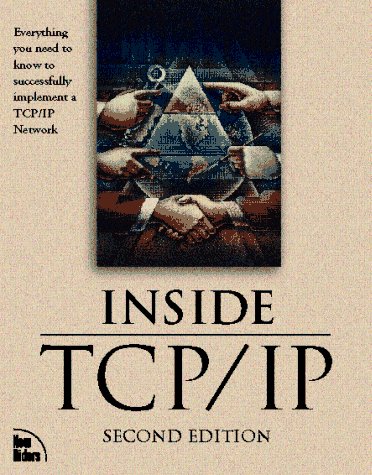 Everything
you need to
know to
successfully
implement a
TCP/IP
Network
INSIDE
TCP/IP
SECOND EDITION
New
Riders